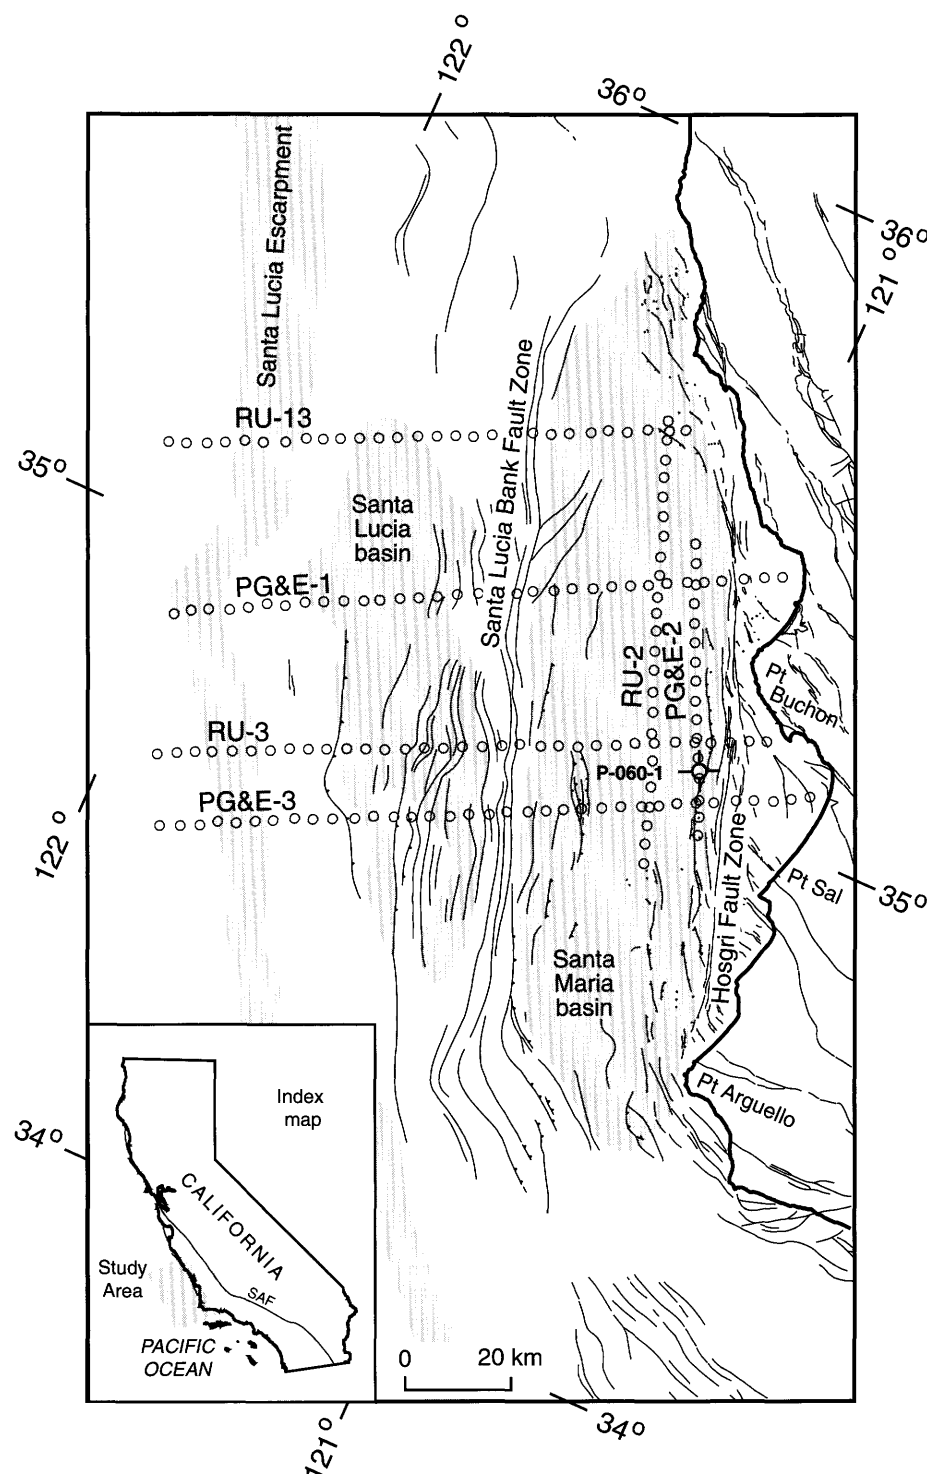 122°
36°
Santa Lucia Escarpment
36°
121°
Santa Lucia Bank Fault Zone
RU-13
35°
Santa
Lucia
basin
PG&E-1
RU-2
PG&E-2
Pt
Buchon
RU-3
P-060-1
PG&E-3
122°
Hosgri Fault Zone
Pt Sal
35°
Santa
Maria
basin
Pt Arguello
Index
map
34°
CALIFORNIA
SAF
Study
Area
PACIFIC
OCEAN
0 20 km
121°
34°